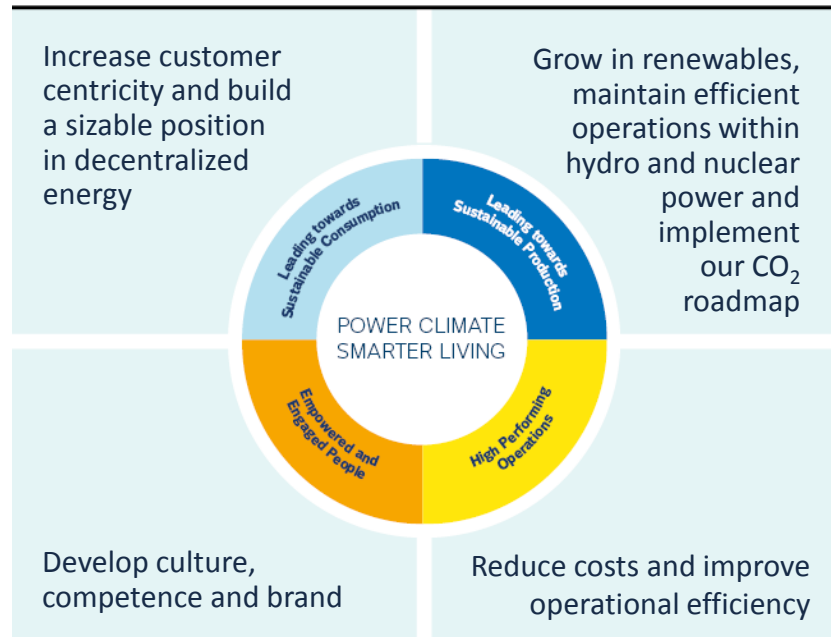 Increase customer
centricity and build
a sizable position
in decentralized
energy
Grow in renewables,
maintain efficient
operations within
hydro and nuclear
power and
implement
our CO₂
roadmap
Leading towards
Sustainable Consumption
Leading towards
Sustainable Production
POWER CLIMATE
SMARTER LIVING
Empowered and
Engaged People
High Performing
Operations
Develop culture,
competence and brand
Reduce costs and improve
operational efficiency